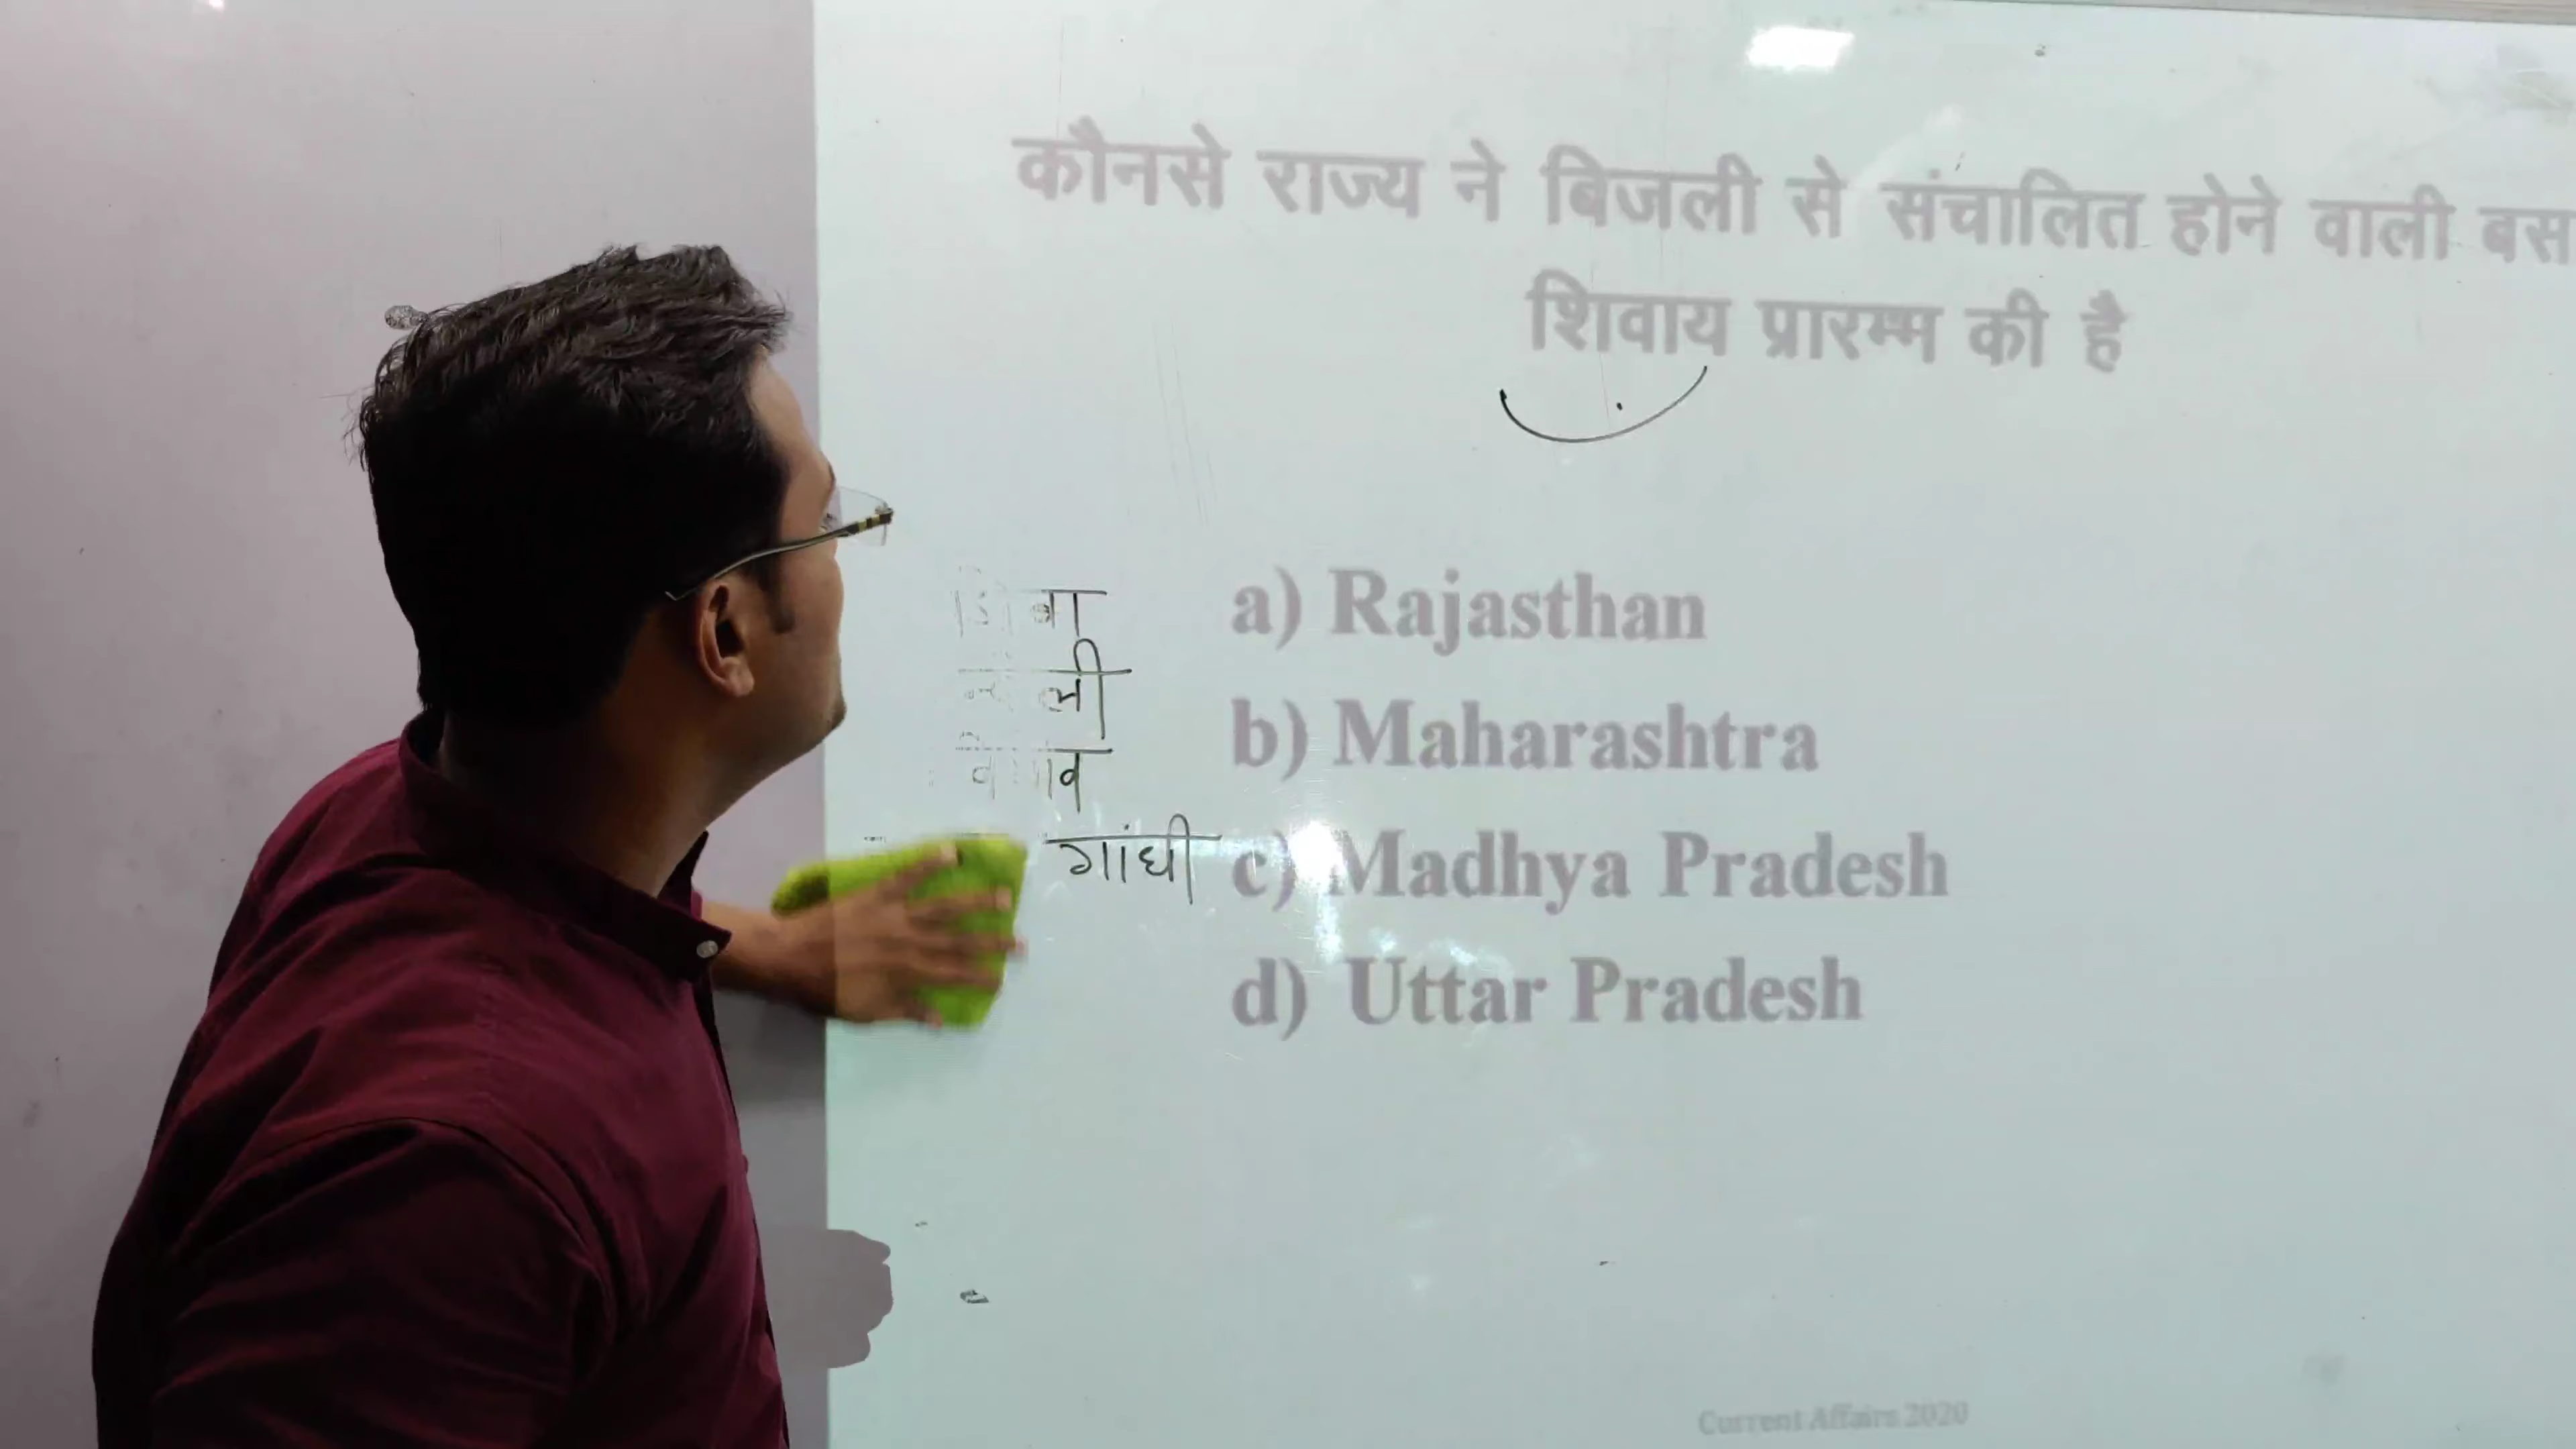 कौनसे राज्य ने बिजली से संचालित होने वाली बस
शिवाय प्रारम्भ की है
a) Rajasthan
b) Maharashtra
गांधी
c) Madhya Pradesh
d) Uttar Pradesh
Current Affairs 2020